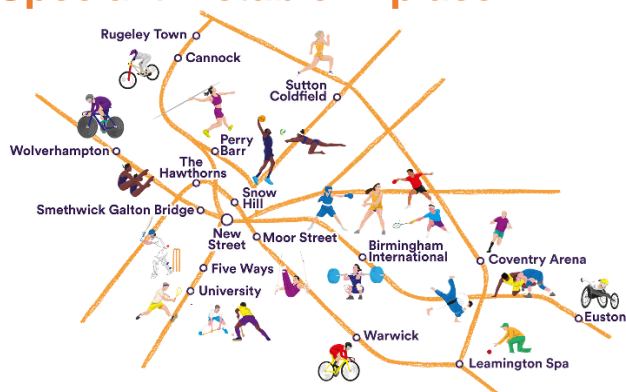 Rugeley Town
Cannock
Sutton
Coldfield
Perry
Barr
Wolverhampton
The
Hawthorns
Snow
Hill
Smethwick Galton Bridge
New
Street
Moor Street
Birmingham
International
Coventry Arena
Five Ways
University
Euston
Warwick
Leamington Spa